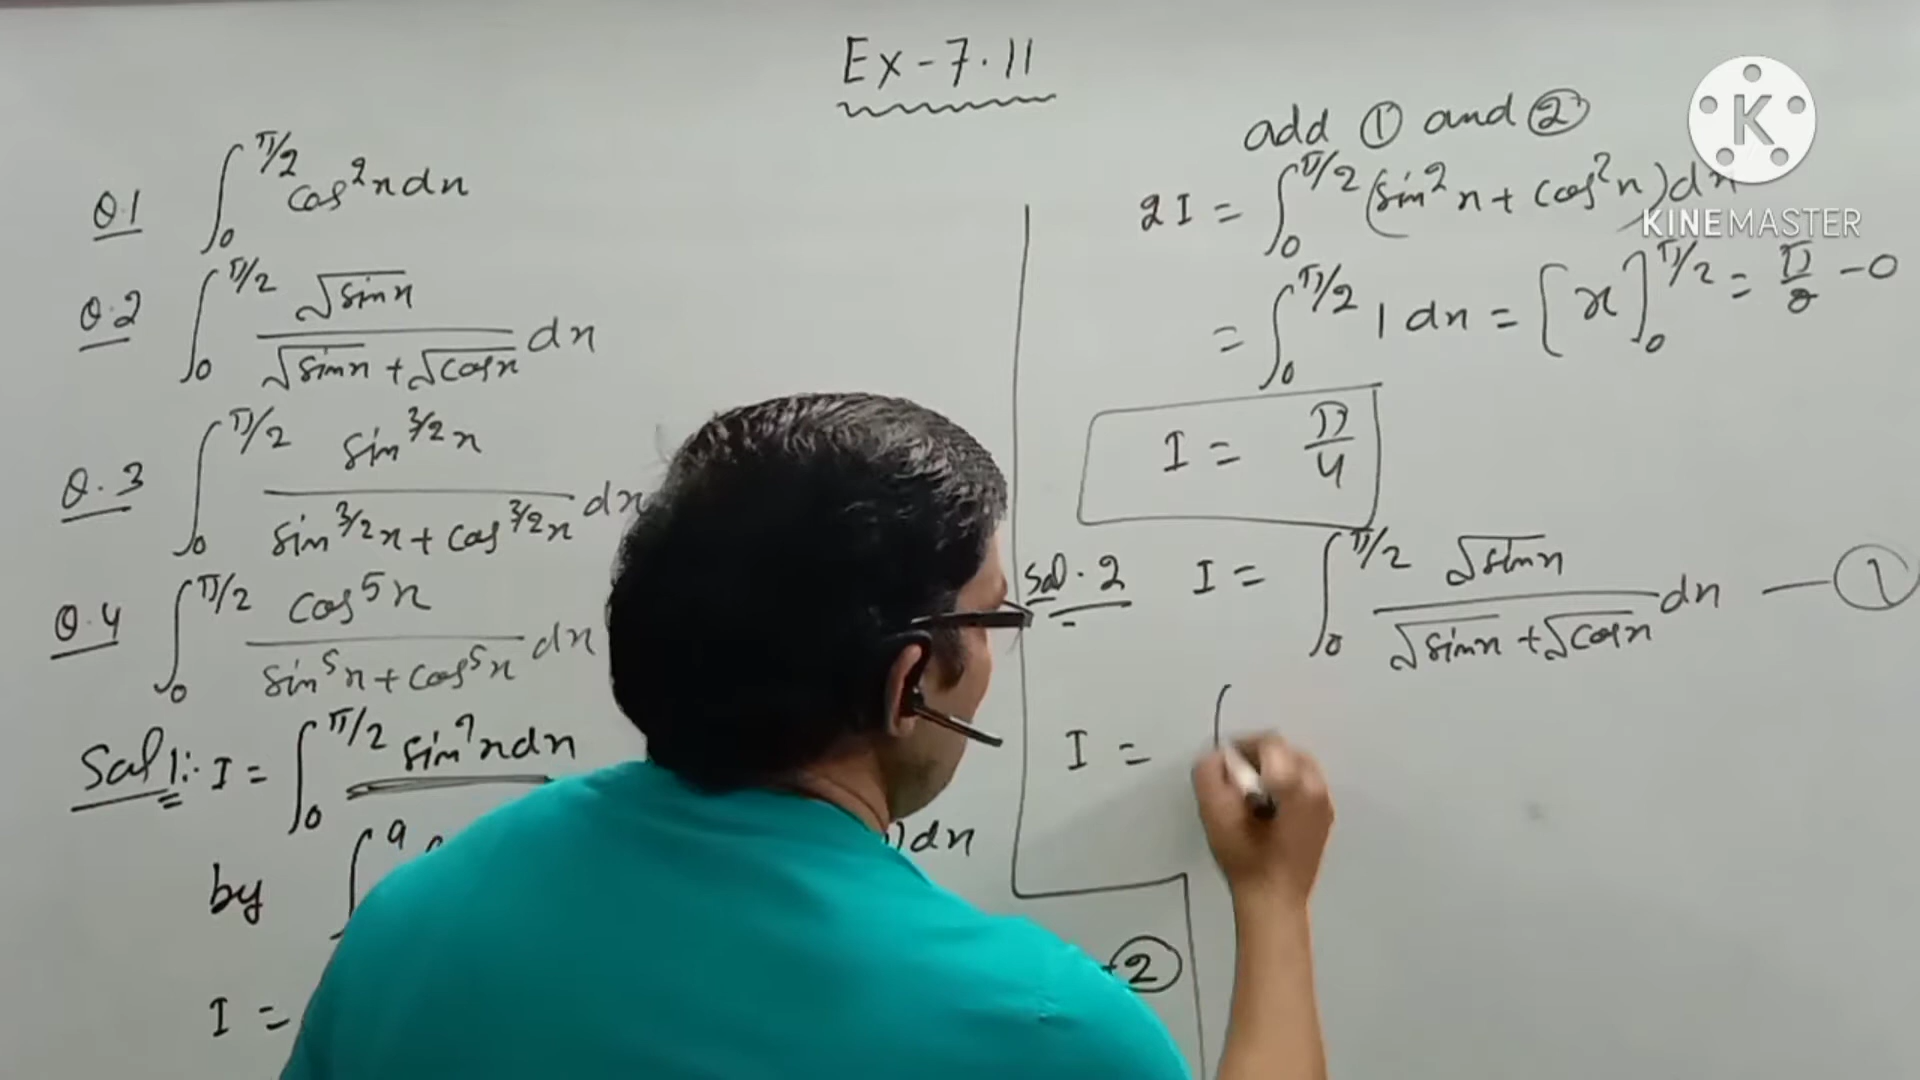 Ex-7.11
Q.1 ∫₀^π/2 cos²x dx
Q.2 ∫₀^π/2 √sinx / (√sinx + √cosx) dx
Q.3 ∫₀^π/2 sin^3/2 x / (sin^3/2 x + cos^3/2 x) dx
Q.4 ∫₀^π/2 cos⁵x / (sin⁵x + cos⁵x) dx
Sol 1:- I = ∫₀^π/2 sin²x dx
by ∫^a dx
I =
② 
add ① and ②
2I = ∫₀^π/2 (sin²x + cos²x) dx
= ∫₀^π/2 1 dx = [x]₀^π/2 = π/2 - 0
I = π/4
Sol. 2 I = ∫₀^π/2 √sinx / (√sinx + √cosx) dx — ①
I =
K
KINEMASTER